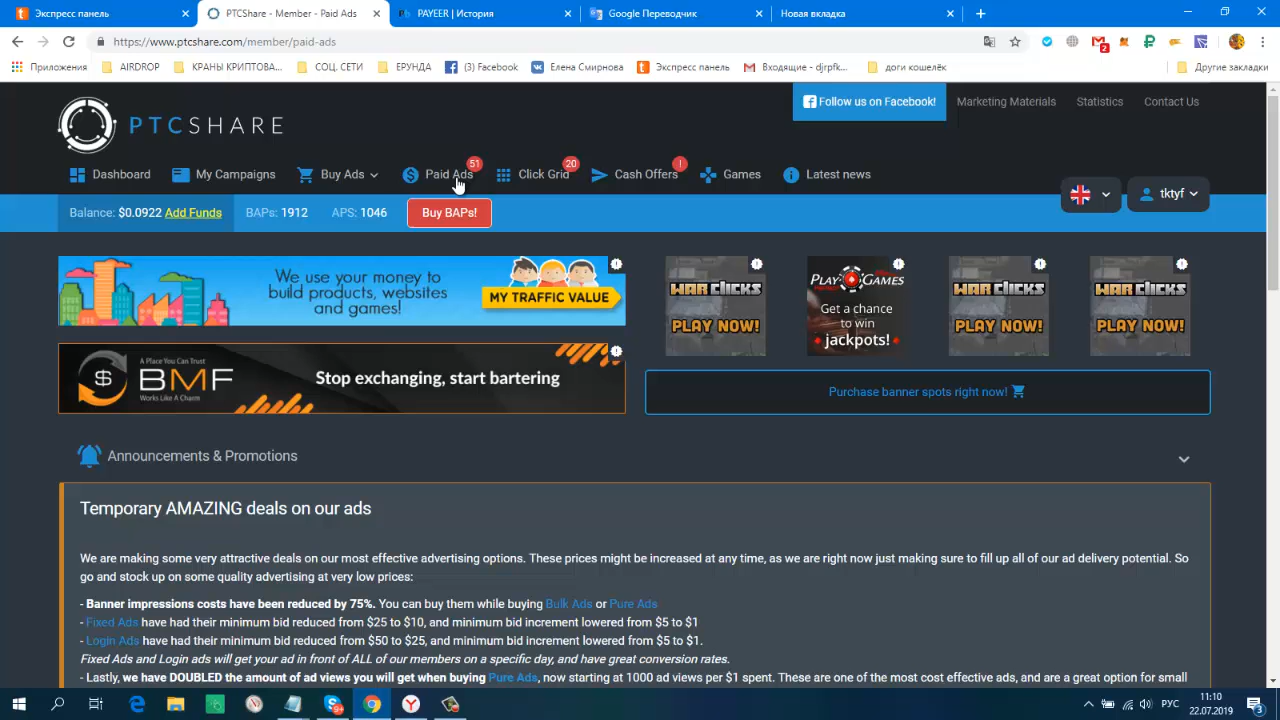 Экспресс панель
PTCShare - Member - Paid Ads
PAYEER | История
Google Переводчик
Новая вкладка
https://www.ptcshare.com/member/paid-ads
2
Приложения
AIRDROP
КРАНЫ КРИПТОВА...
СОЦ. СЕТИ
ЕРУНДА
(3) Facebook
Елена Смирнова
Экспресс панель
Входящие - djrpfk...
доги кошелёк
Другие закладки
Follow us on Facebook!
Marketing Materials
Statistics
Contact Us
PTCSHARE
Dashboard
My Campaigns
Buy Ads
Paid Ads
51
Click Grid
20
Cash Offers
!
Games
Latest news
tktyf
Balance: $0.0922 Add Funds
BAPs: 1912
APS: 1046
Buy BAPs!
We use your money to
build products, websites
and games!
MY TRAFFIC VALUE
WAR CLICKS
PLAY NOW!
PLAY GAMES
Get a chance
to win
jackpots!
WAR CLICKS
PLAY NOW!
WAR CLICKS
PLAY NOW!
A Place You Can Trust
BMF
Works Like A Charm
Stop exchanging, start bartering
Purchase banner spots right now!
Announcements & Promotions
Temporary AMAZING deals on our ads
We are making some very attractive deals on our most effective advertising options. These prices might be increased at any time, as we are right now just making sure to fill up all of our ad delivery potential. So
go and stock up on some quality advertising at very low prices:
- Banner impressions costs have been reduced by 75%. You can buy them while buying Bulk Ads or Pure Ads
- Fixed Ads have had their minimum bid reduced from $25 to $10, and minimum bid increment lowered from $5 to $1
- Login Ads have had their minimum bid reduced from $50 to $25, and minimum bid increment lowered from $5 to $1.
Fixed Ads and Login ads will get your ad in front of ALL of our members on a specific day, and have great conversion rates.
- Lastly, we have DOUBLED the amount of ad views you will get when buying Pure Ads, now starting at 1000 ad views per $1 spent. These are one of the most cost effective ads, and are a great option for small
РУС
11:10
22.07.2019
3